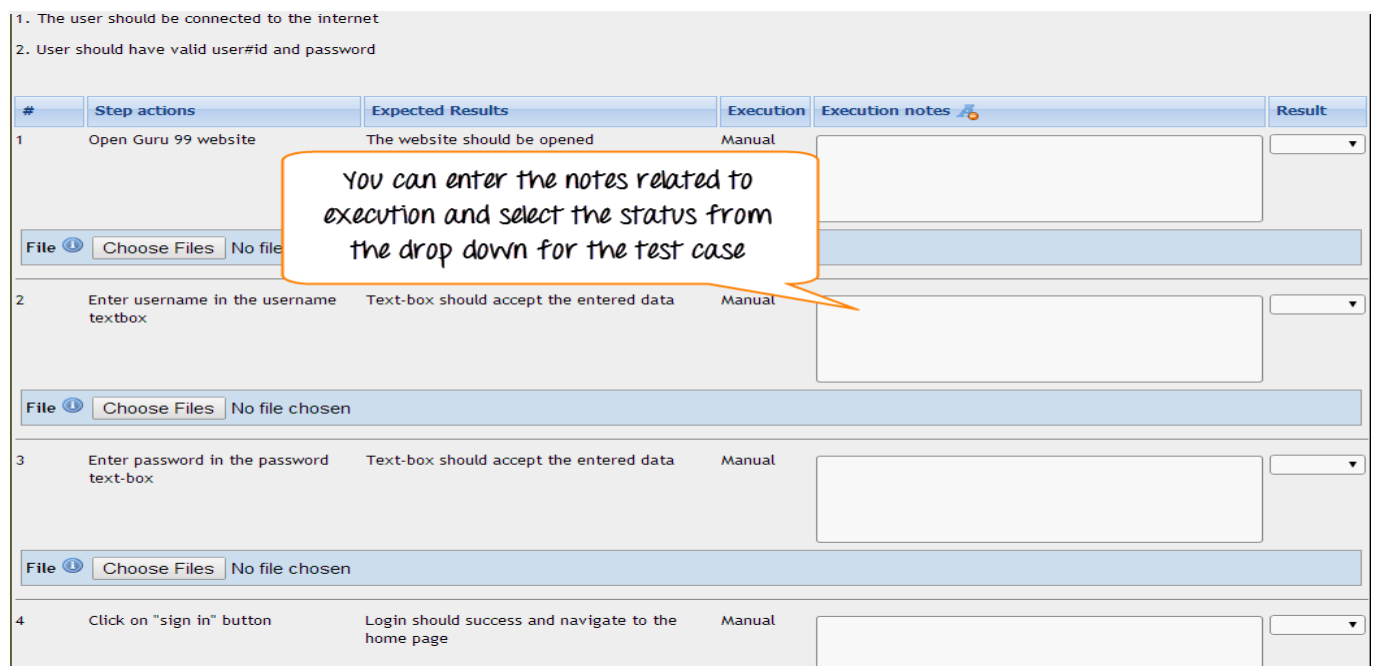 1. The user should be connected to the internet
2. User should have valid user#id and password
# Step actions Expected Results Execution Execution notes Result
1 Open Guru 99 website The website should be opened Manual
You can enter the notes related to
execution and select the status from
the drop down for the test case
File Choose Files No file
2 Enter username in the username Text-box should accept the entered data Manual
textbox
File Choose Files No file chosen
3 Enter password in the password Text-box should accept the entered data Manual
text-box
File Choose Files No file chosen
4 Click on "sign in" button Login should success and navigate to the Manual
home page